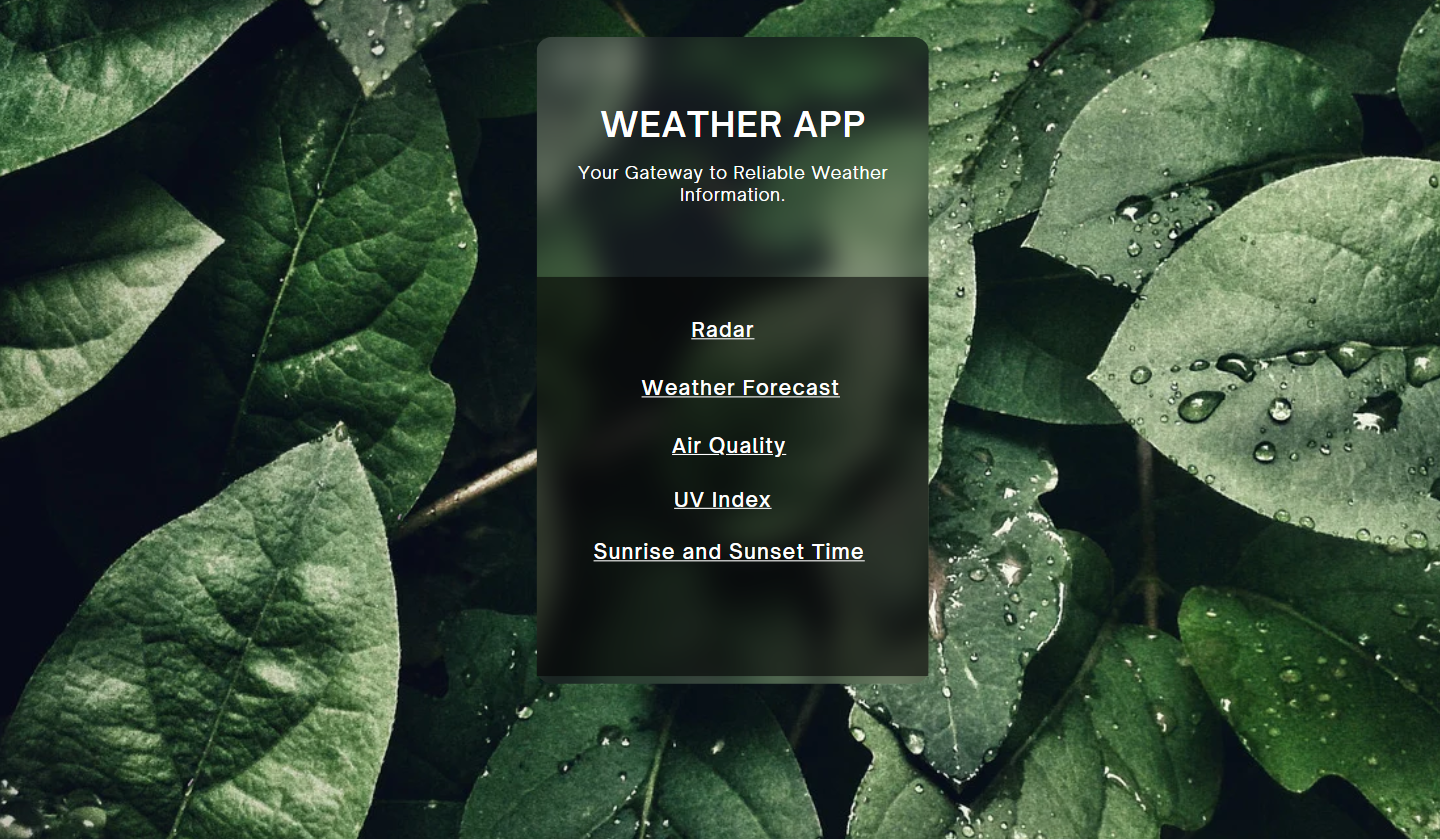 WEATHER APP
Your Gateway to Reliable Weather
Information.
Radar
Weather Forecast
Air Quality
UV Index
Sunrise and Sunset Time